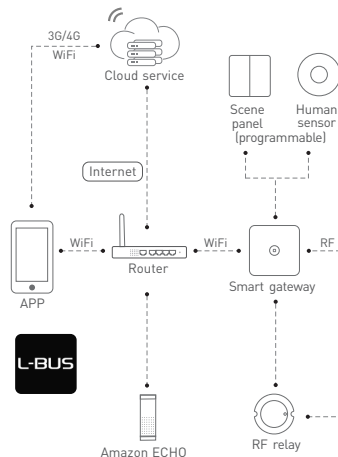 3G/4G
WiFi
Cloud service
Scene
panel
Human
sensor
(programmable)
Internet
WiFi
WiFi
RF
Router
Smart gateway
APP
L-BUS
Amazon ECHO
RF relay